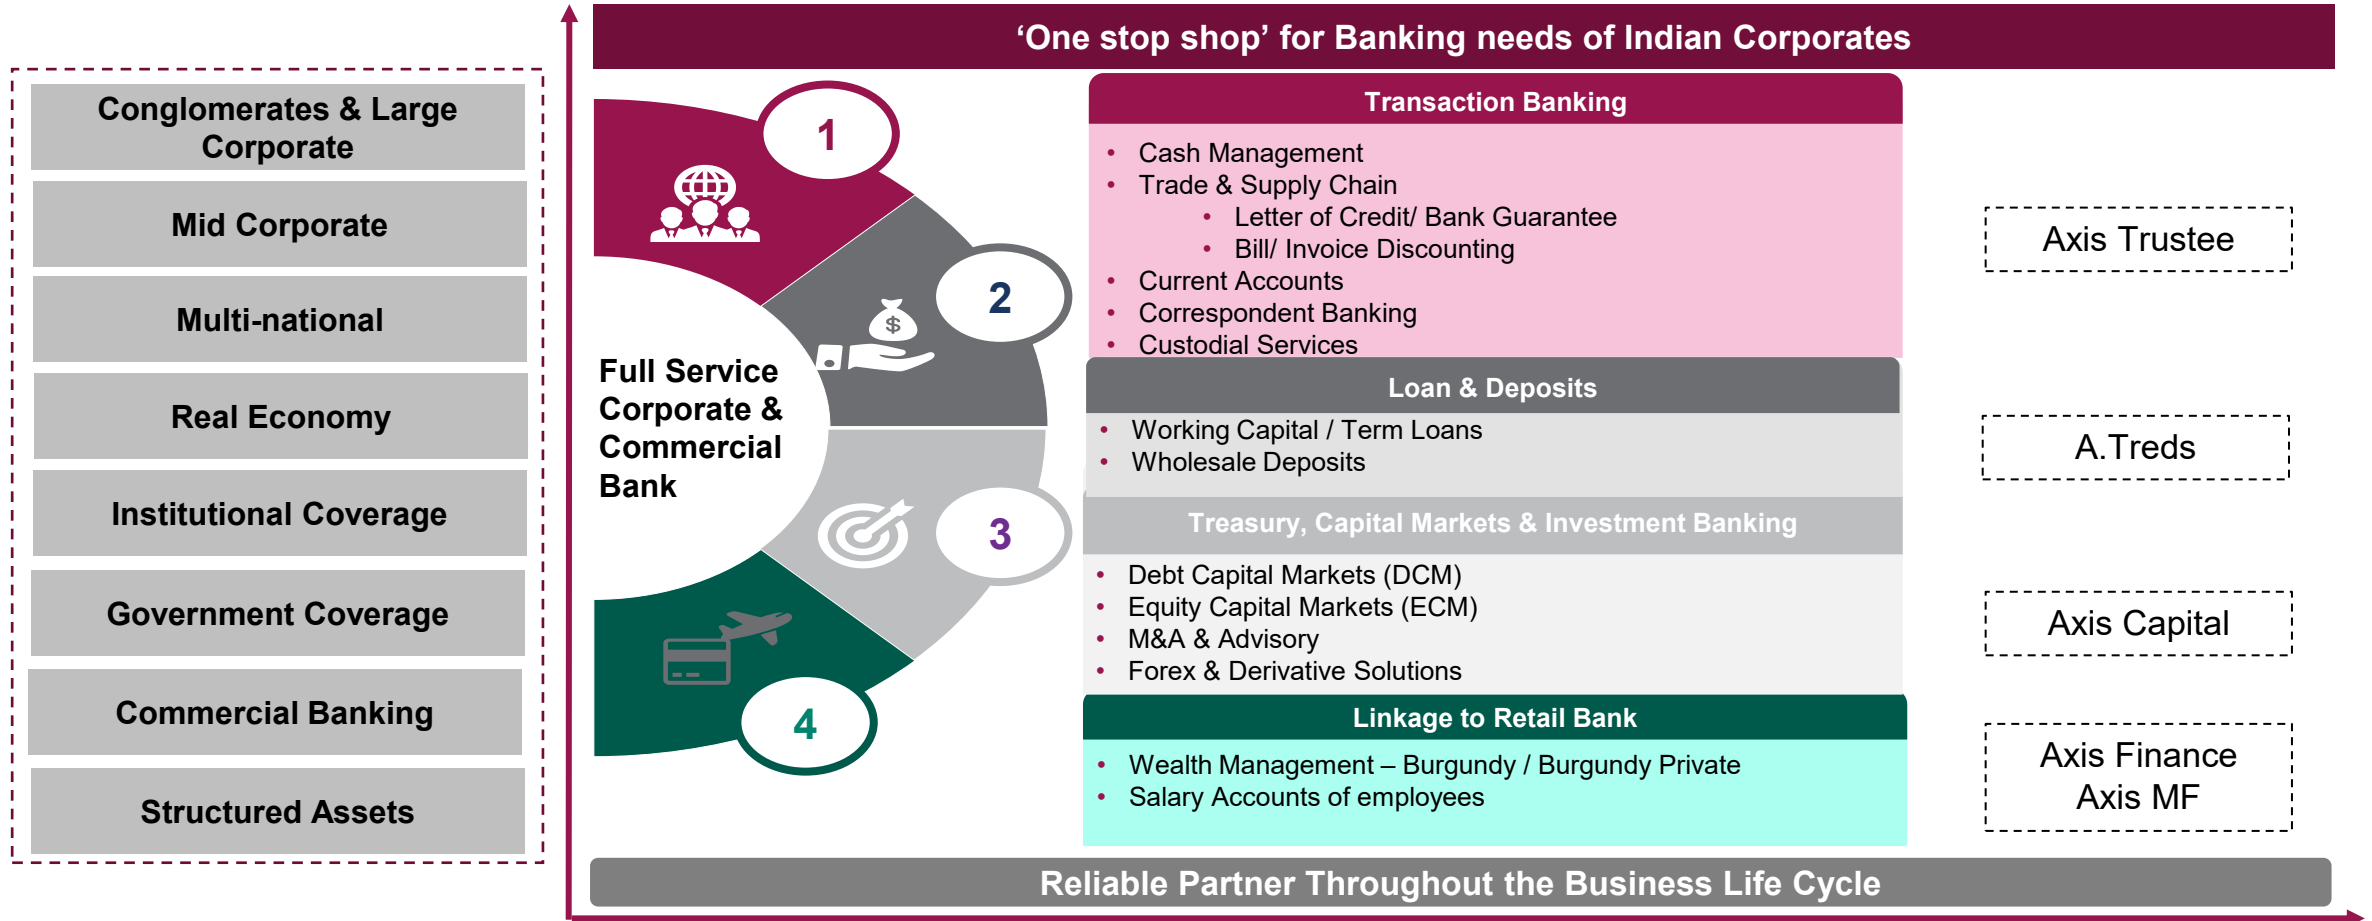 ‘One stop shop’ for Banking needs of Indian Corporates
Conglomerates & Large
Corporate
Mid Corporate
Multi-national
Real Economy
Institutional Coverage
Government Coverage
Commercial Banking
Structured Assets
Full Service
Corporate &
Commercial
Bank
1
2
$
3
4
Transaction Banking
• Cash Management
• Trade & Supply Chain
• Letter of Credit/ Bank Guarantee
• Bill/ Invoice Discounting
• Current Accounts
• Correspondent Banking
• Custodial Services
Loan & Deposits
• Working Capital / Term Loans
• Wholesale Deposits
Treasury, Capital Markets & Investment Banking
• Debt Capital Markets (DCM)
• Equity Capital Markets (ECM)
• M&A & Advisory
• Forex & Derivative Solutions
Linkage to Retail Bank
• Wealth Management – Burgundy / Burgundy Private
• Salary Accounts of employees
Axis Trustee
A.Treds
Axis Capital
Axis Finance
Axis MF
Reliable Partner Throughout the Business Life Cycle